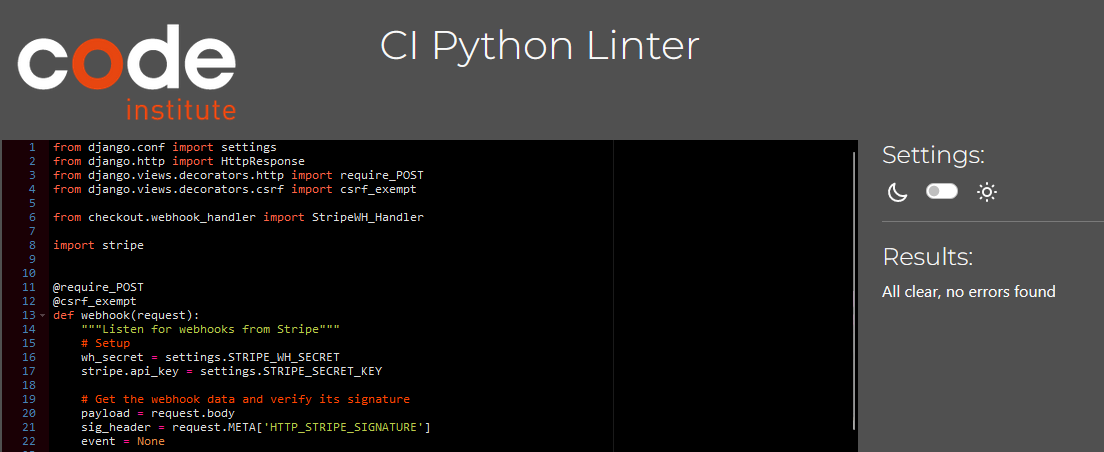 code
institute
CI Python Linter
1 from django.conf import settings
2 from django.http import HttpResponse
3 from django.views.decorators.http import require_POST
4 from django.views.decorators.csrf import csrf_exempt
5
6 from checkout.webhook_handler import StripeWH_Handler
7
8 import stripe
9
10
11 @require_POST
12 @csrf_exempt
13 def webhook(request):
14     """Listen for webhooks from Stripe"""
15     # Setup
16     wh_secret = settings.STRIPE_WH_SECRET
17     stripe.api_key = settings.STRIPE_SECRET_KEY
18
19     # Get the webhook data and verify its signature
20     payload = request.body
21     sig_header = request.META['HTTP_STRIPE_SIGNATURE']
22     event = None
Settings:
Results:
All clear, no errors found